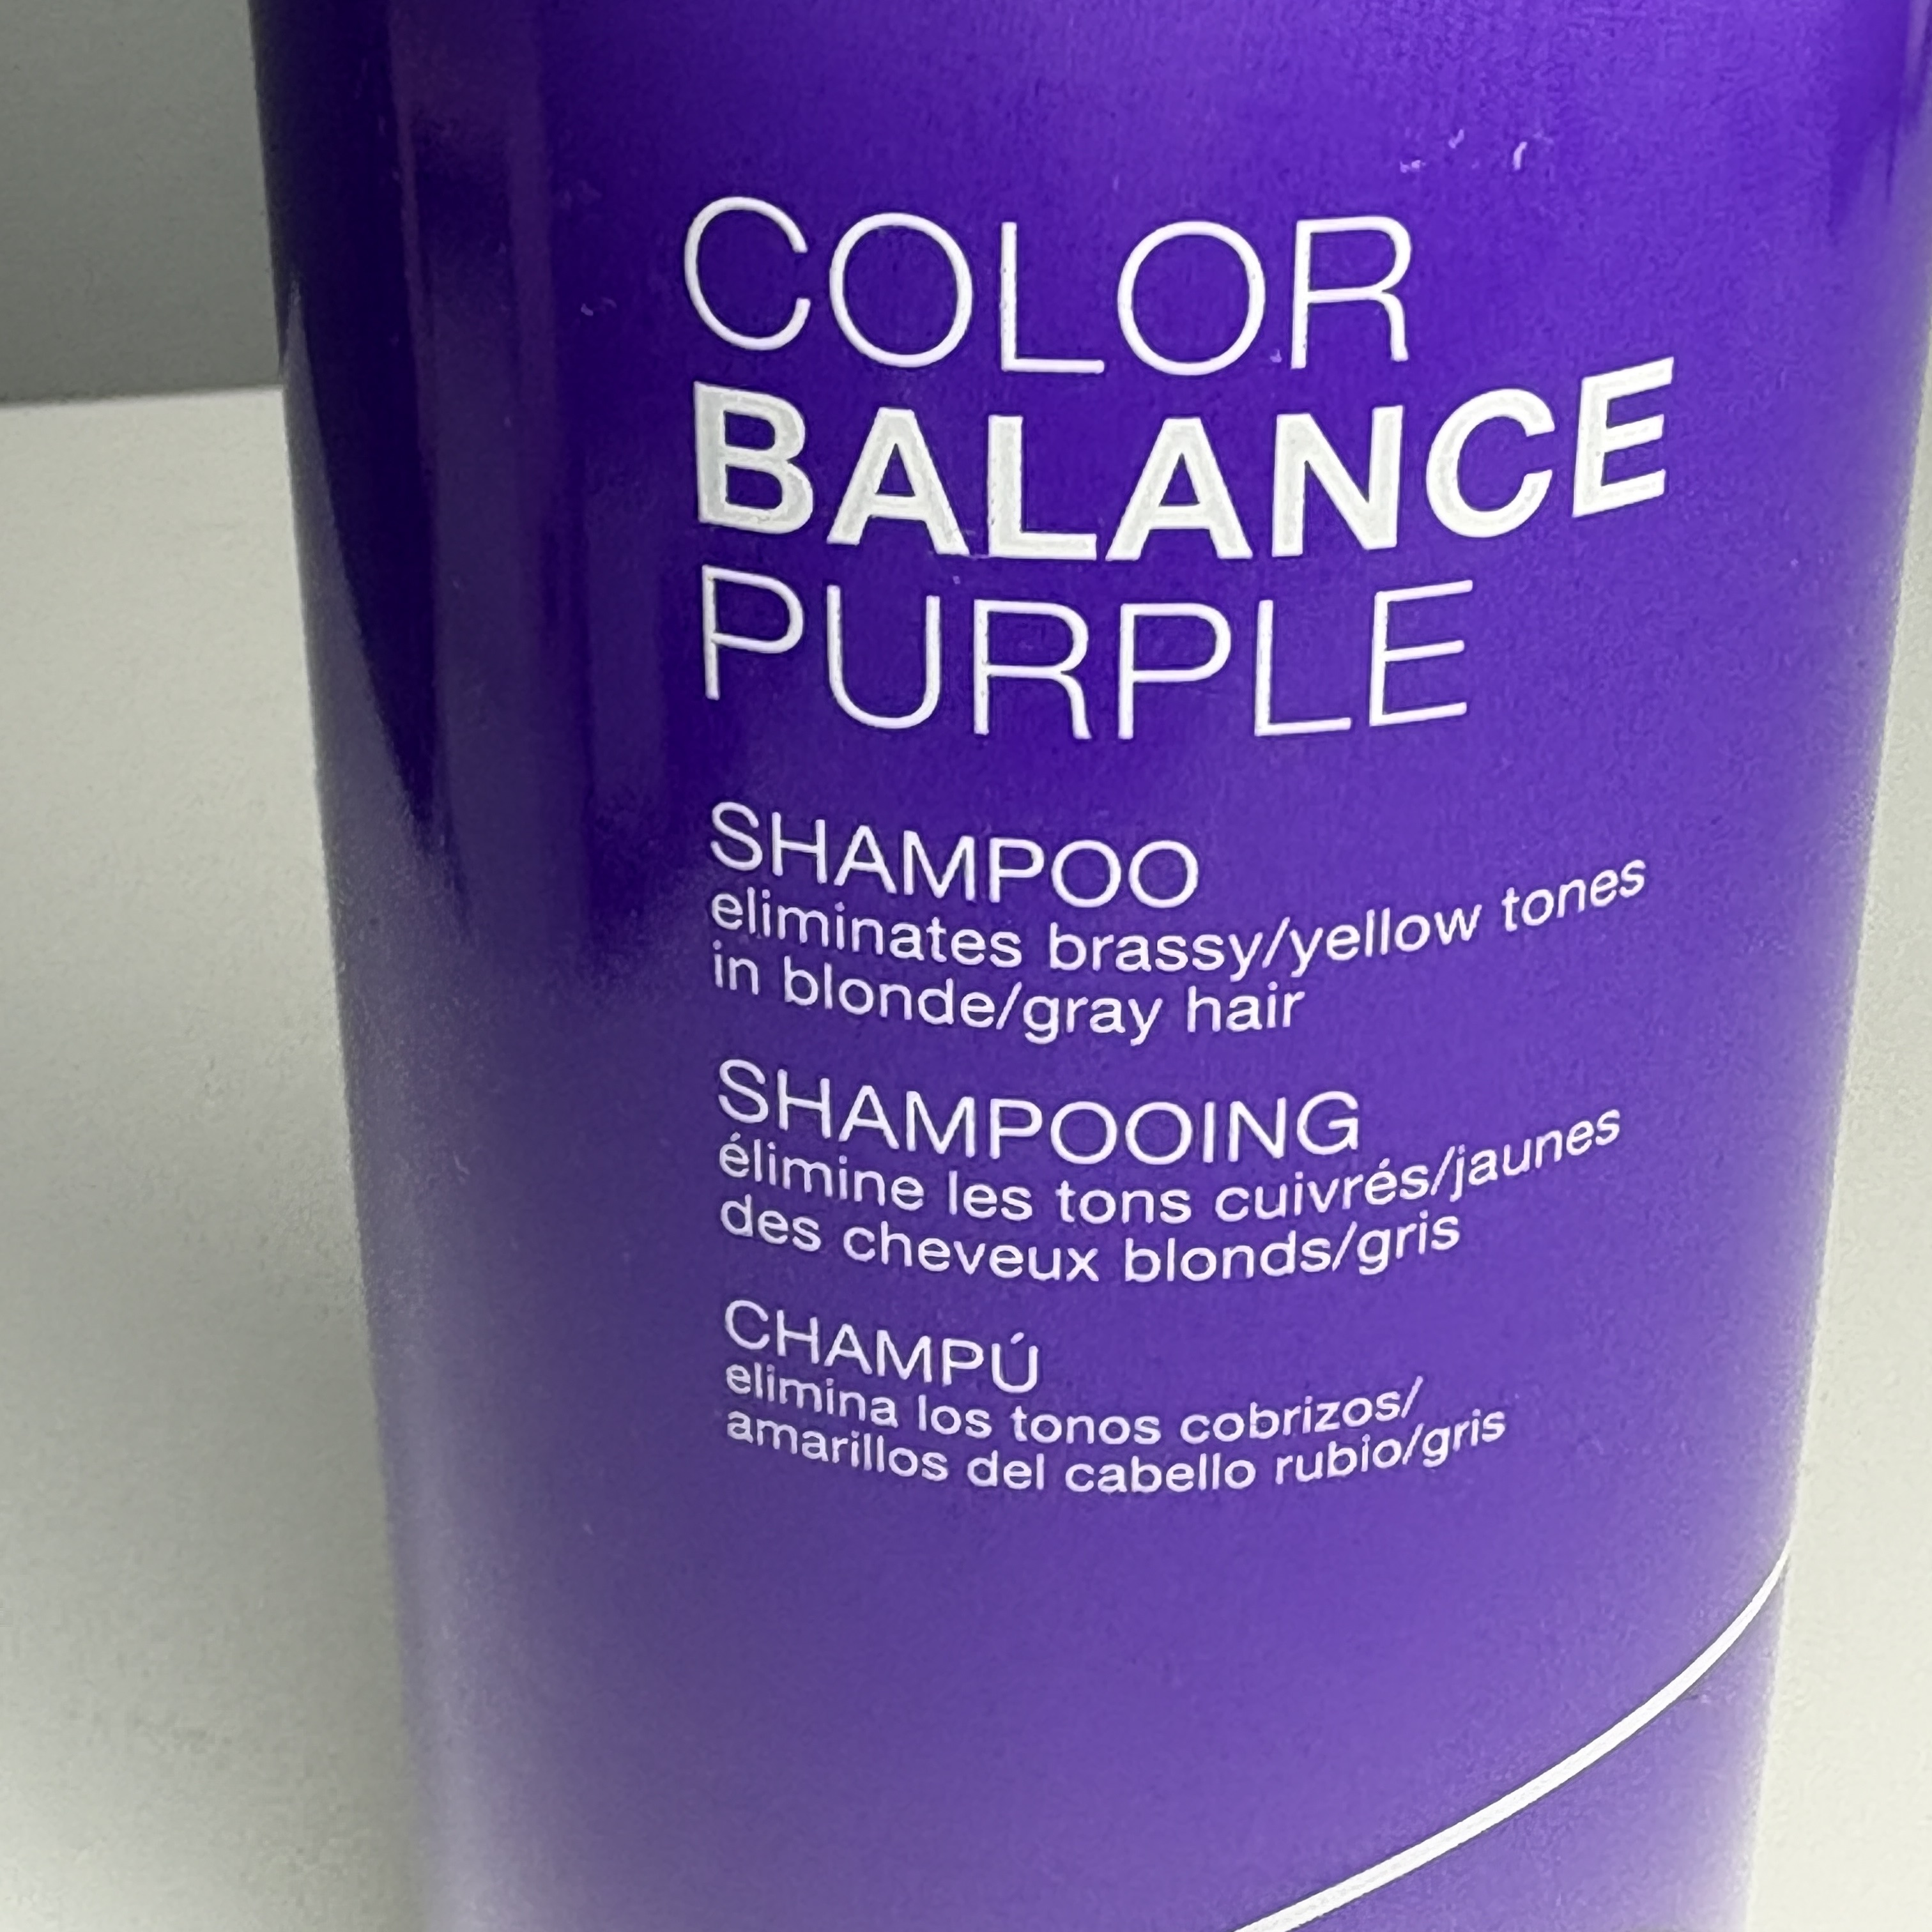 COLOR
BALANCE
PURPLE
SHAMPOO
eliminates brassy/yellow tones
in blonde/gray hair
SHAMPOOING
élimine les tons cuivrés/jaunes
des cheveux blonds/gris
CHAMPÚ
elimina los tonos cobrizos/
amarillos del cabello rubio/gris